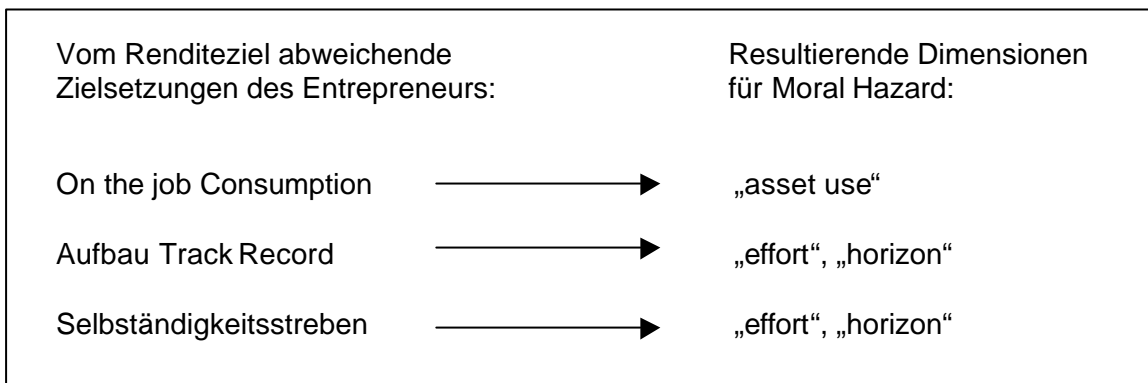 Vom Renditeziel abweichende
Zielsetzungen des Entrepreneurs:
Resultierende Dimensionen
für Moral Hazard:
On the job Consumption
„asset use“
Aufbau Track Record
„effort“, „horizon“
Selbständigkeitsstreben
„effort“, „horizon“